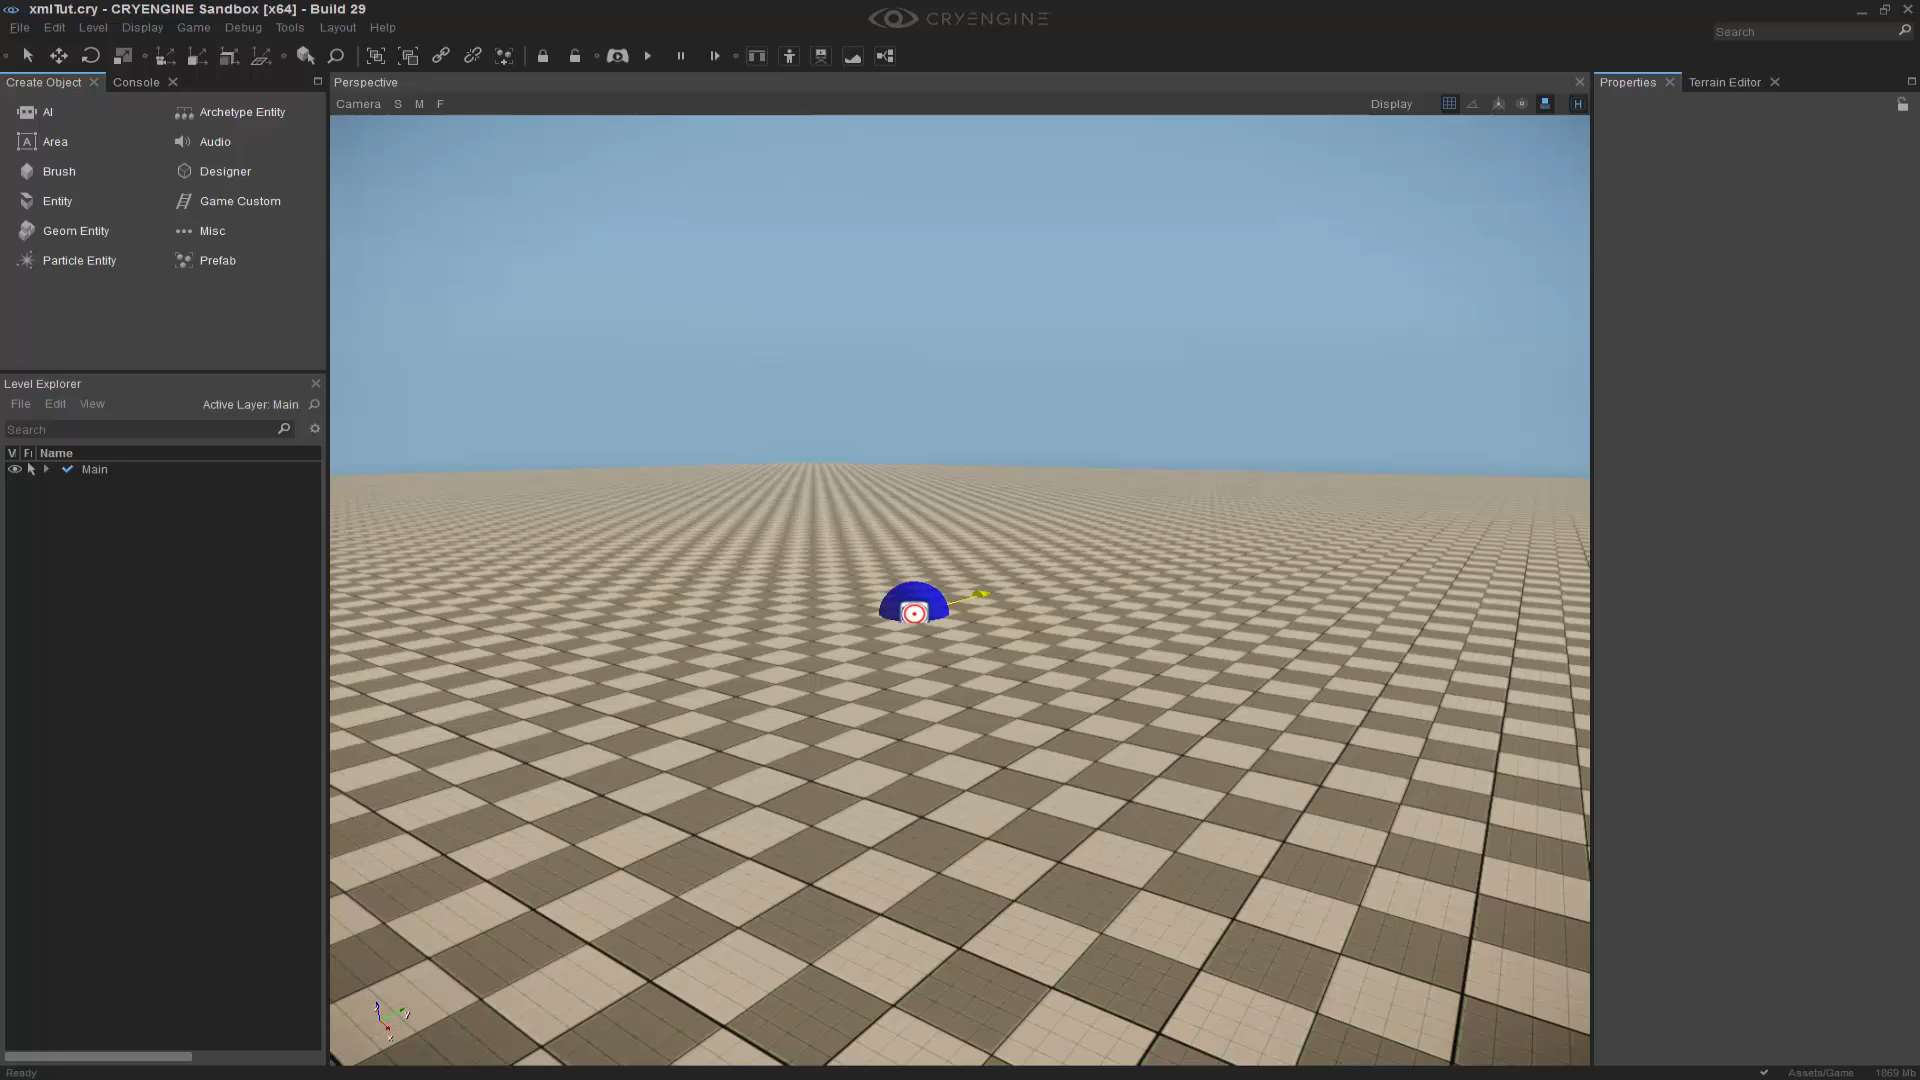 xmlTut.cry - CRYENGINE Sandbox [x64] - Build 29
CRYENGINE
File Edit Level Display Game Debug Tools Layout Help
Search
Create Object
Console
Perspective
Properties
Terrain Editor
Camera S M F
Display
H
AI
Archetype Entity
Area
Audio
Brush
Designer
Entity
Game Custom
Geom Entity
Misc
Particle Entity
Prefab
Level Explorer
File Edit View
Active Layer: Main
Search
V Fr Name
Main
y
x
Ready
Assets/Game
1869 Mb